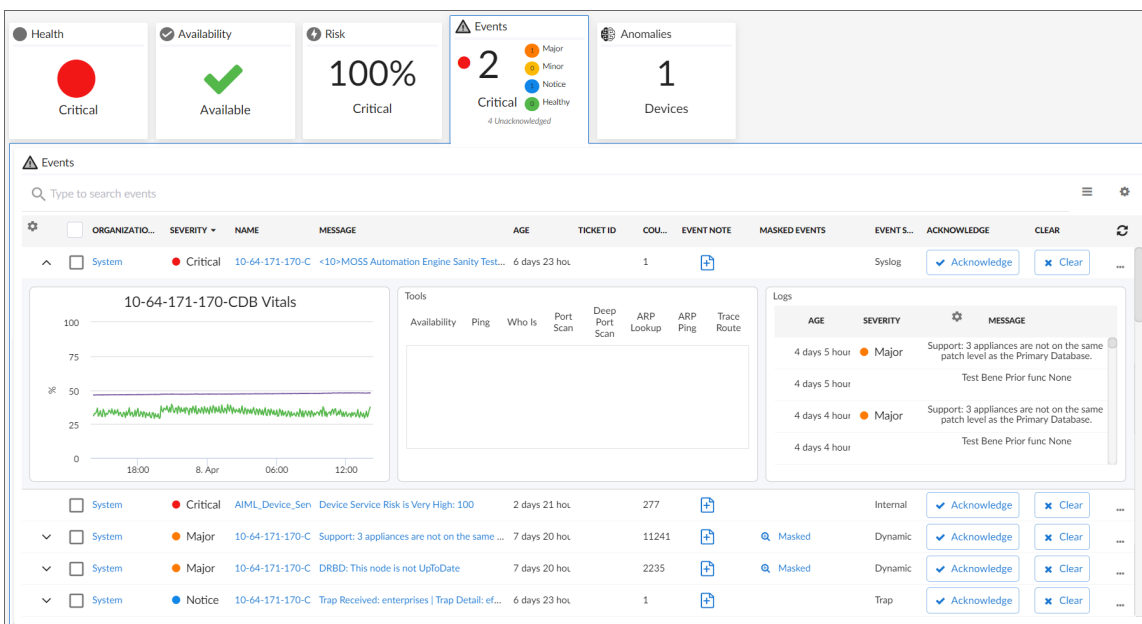 Health
Critical
Availability
Available
Risk
100%
Critical
Events
2
Critical
1 Major
0 Minor
1 Notice
0 Healthy
4 Unacknowledged
Anomalies
1
Devices
Events
Type to search events
ORGANIZATIO... SEVERITY NAME MESSAGE AGE TICKET ID COU... EVENT NOTE MASKED EVENTS EVENT S... ACKNOWLEDGE CLEAR
System Critical 10-64-171-170-C <10>MOSS Automation Engine Sanity Test... 6 days 23 hou 1 Syslog Acknowledge Clear ...
10-64-171-170-CDB Vitals
100
75
50
25
0
%
18:00 8. Apr 06:00 12:00
Tools
Availability Ping Who Is Port Scan Deep Port Scan ARP Lookup ARP Ping Trace Route
Logs
AGE SEVERITY MESSAGE
4 days 5 hour Major Support: 3 appliances are not on the same
patch level as the Primary Database.
4 days 5 hour Test Bene Prior func None
4 days 4 hour Major Support: 3 appliances are not on the same
patch level as the Primary Database.
4 days 4 hour Test Bene Prior func None
System Critical AIML_Device_Sen Device Service Risk is Very High: 100 2 days 21 hou 277 Internal Acknowledge Clear ...
System Major 10-64-171-170-C Support: 3 appliances are not on the same ... 7 days 20 hou 11241 Masked Dynamic Acknowledge Clear ...
System Major 10-64-171-170-C DRBD: This node is not UpToDate 7 days 20 hou 2235 Masked Dynamic Acknowledge Clear ...
System Notice 10-64-171-170-C Trap Received: enterprises | Trap Detail: ef... 6 days 23 hou 1 Trap Acknowledge Clear ...